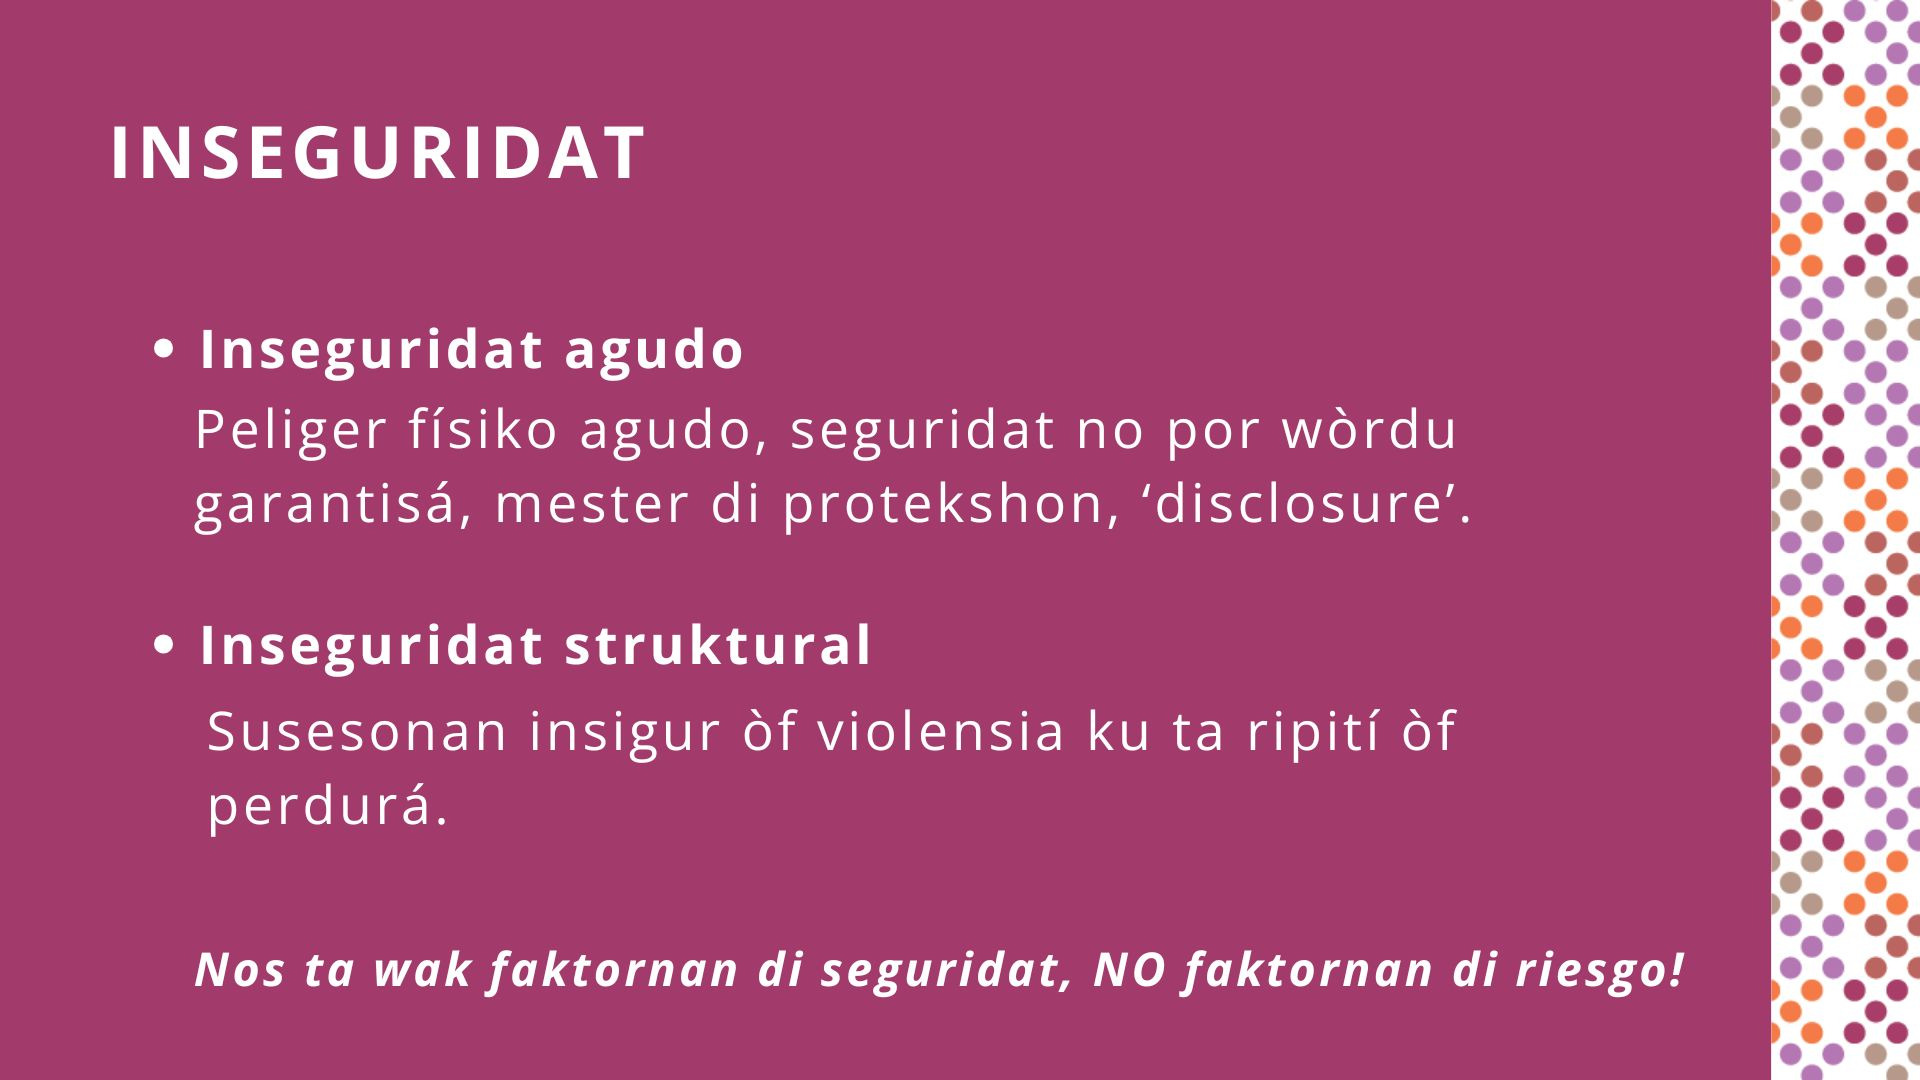 INSEGURIDAT
• Inseguridat agudo
Peliger físiko agudo, seguridat no por wòrdu
garantisá, mester di protekshon, ‘disclosure’.
• Inseguridat struktural
Susesonan insigur òf violensia ku ta ripití òf
perdurá.
Nos ta wak faktornan di seguridat, NO faktornan di riesgo!